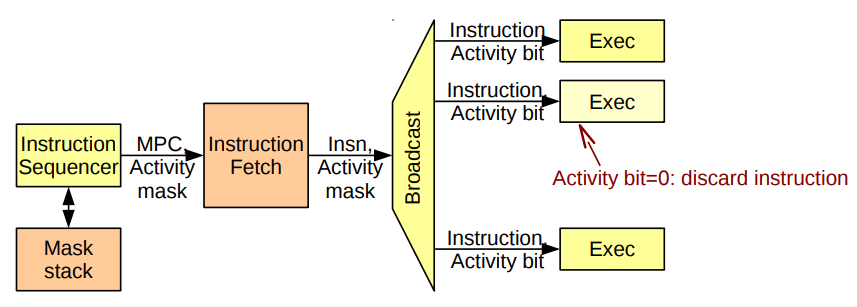 Instruction
Sequencer
Mask
stack
MPC,
Activity
mask
Instruction
Fetch
Insn,
Activity
mask
Broadcast
Instruction
Activity bit
Exec
Instruction,
Activity bit
Exec
Activity bit=0: discard instruction
Instruction,
Activity bit
Exec